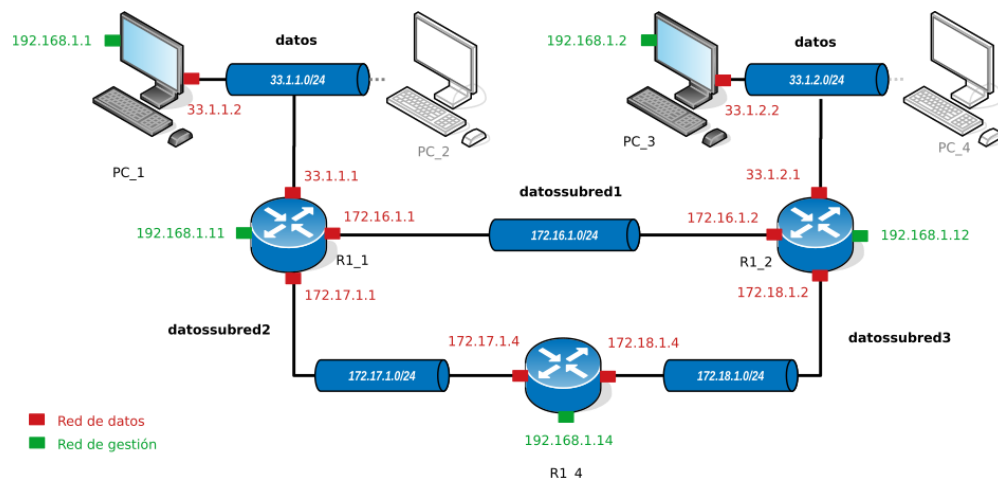 192.168.1.1
datos
33.1.1.0/24
33.1.1.2
PC_1
PC_2
192.168.1.2
datos
33.1.2.0/24
33.1.2.2
PC_3
PC_4
33.1.1.1
33.1.2.1
datossubred1
192.168.1.11
172.16.1.1
172.16.1.0/24
172.16.1.2
192.168.1.12
R1_1
R1_2
172.17.1.1
172.18.1.2
datossubred2
datossubred3
172.17.1.4
172.18.1.4
172.17.1.0/24
172.18.1.0/24
192.168.1.14
R1_4
Red de datos
Red de gestión